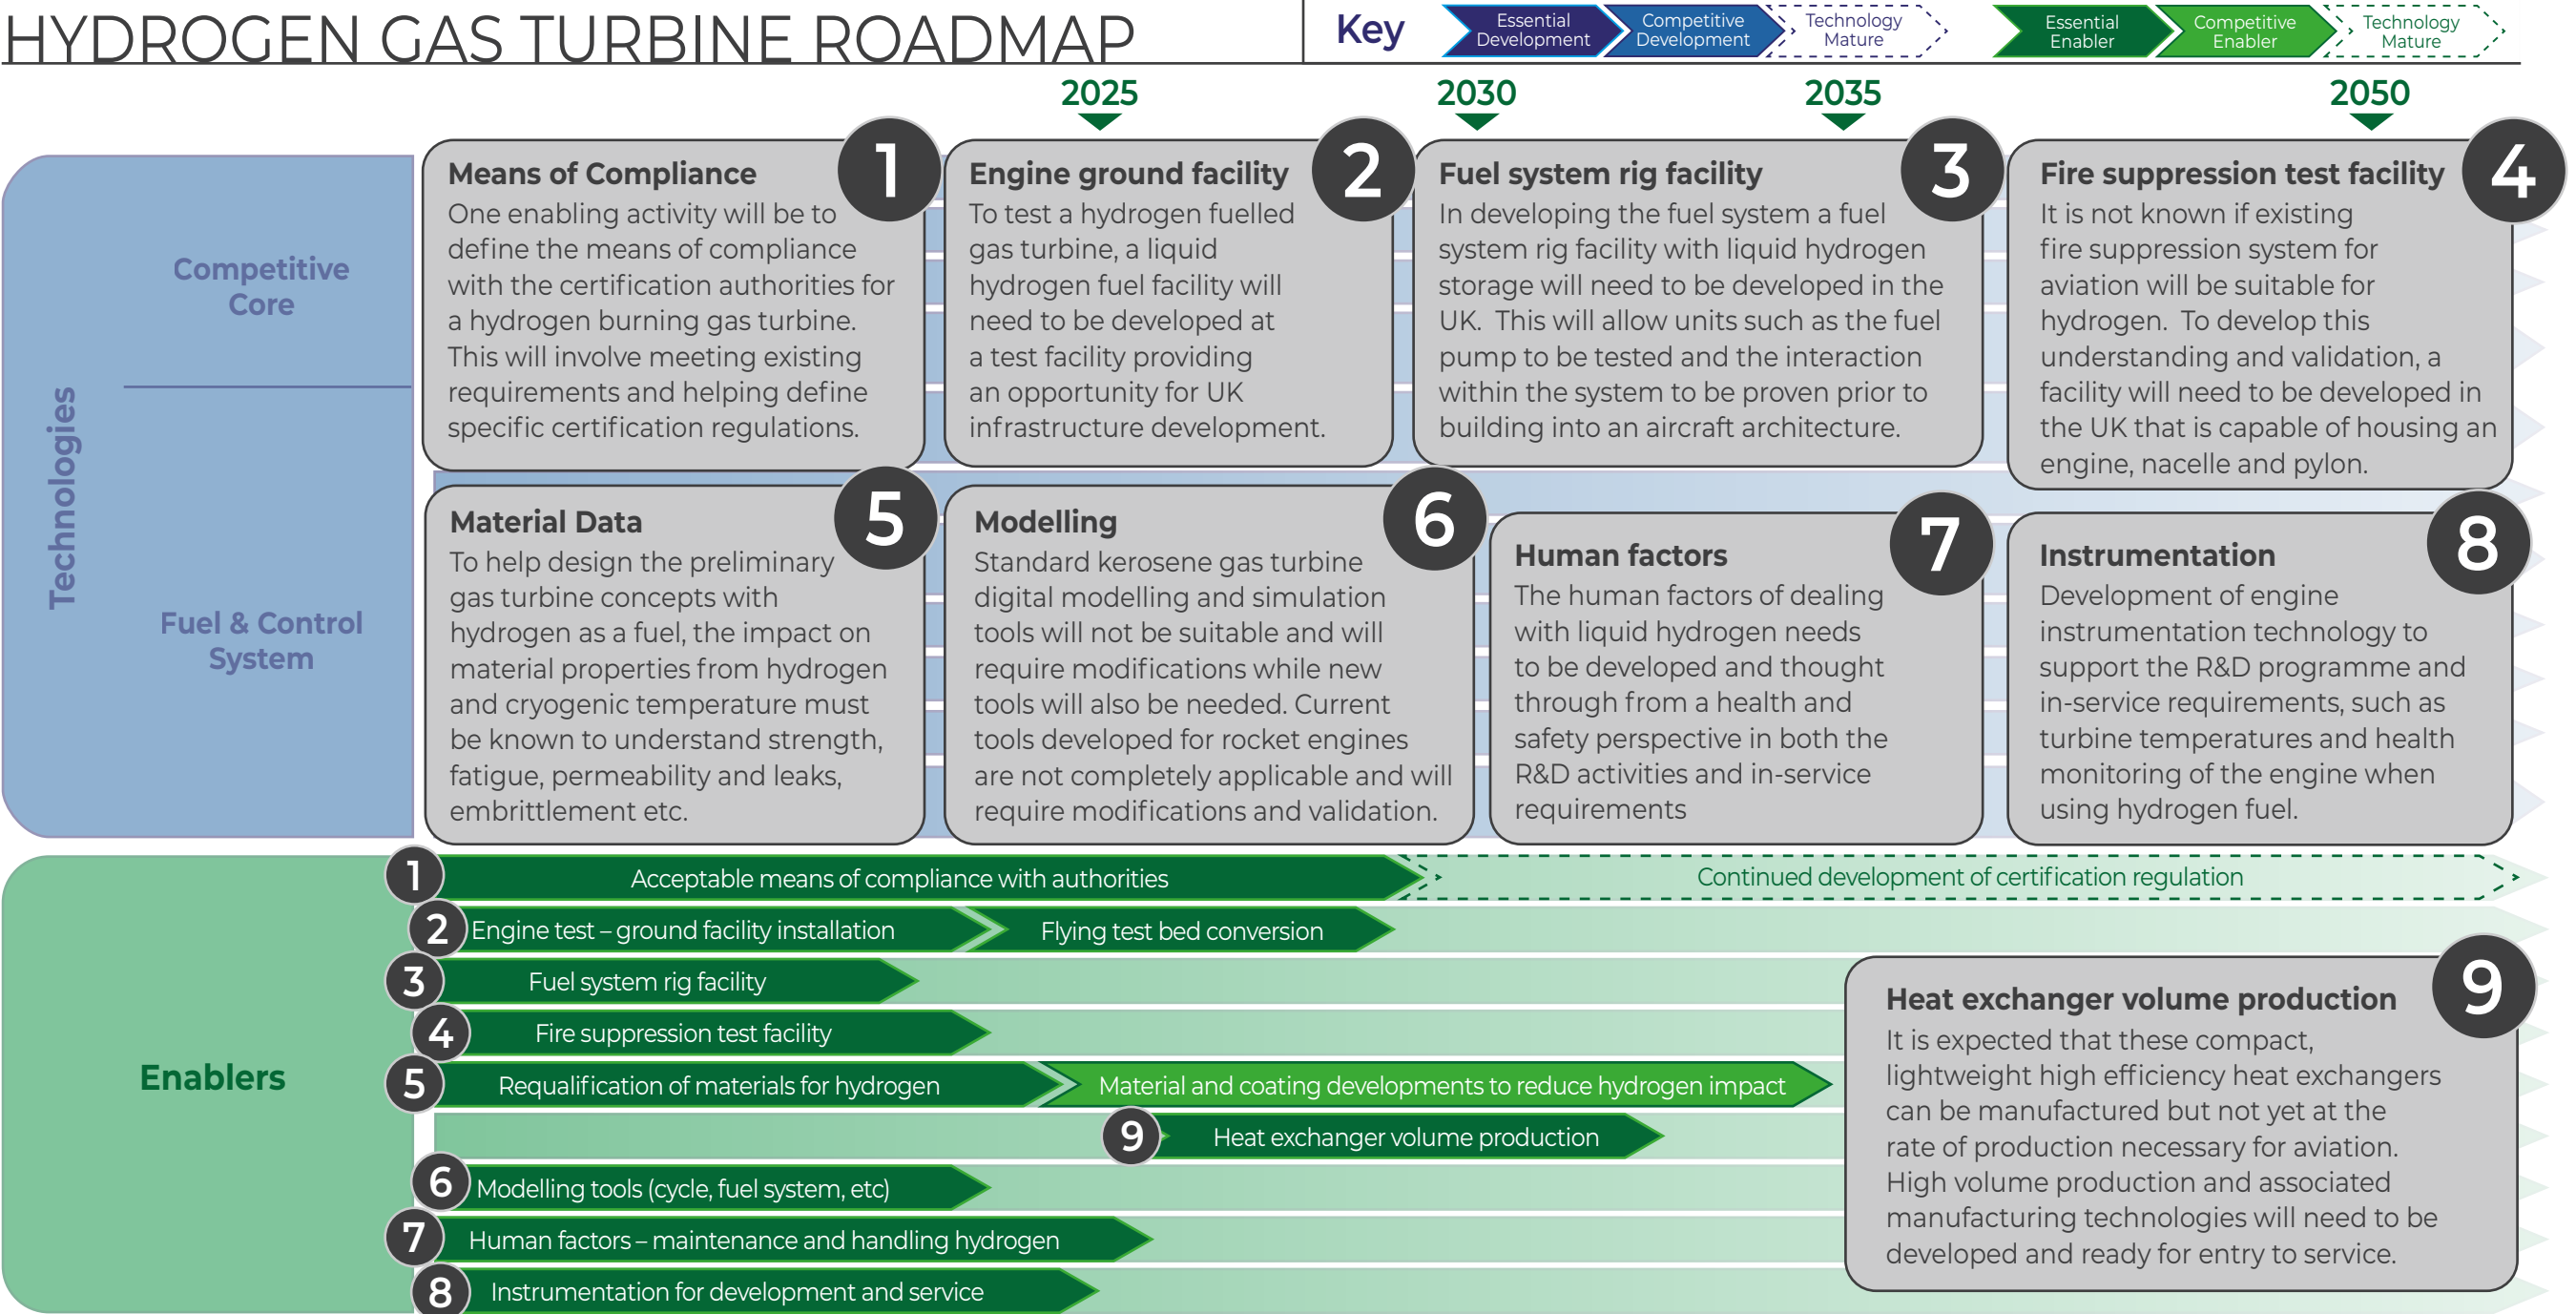 HYDROGEN GAS TURBINE ROADMAP
Key
Essential
Development
Competitive
Development
Technology
Mature
Essential
Enabler
Competitive
Enabler
Technology
Mature
2025
2030
2035
2050
Technologies
Competitive
Core
Fuel & Control
System
1
Means of Compliance
One enabling activity will be to
define the means of compliance
with the certification authorities for
a hydrogen burning gas turbine.
This will involve meeting existing
requirements and helping define
specific certification regulations.
2
Engine ground facility
To test a hydrogen fuelled
gas turbine, a liquid
hydrogen fuel facility will
need to be developed at
a test facility providing
an opportunity for UK
infrastructure development.
3
Fuel system rig facility
In developing the fuel system a fuel
system rig facility with liquid hydrogen
storage will need to be developed in the
UK.  This will allow units such as the fuel
pump to be tested and the interaction
within the system to be proven prior to
building into an aircraft architecture.
4
Fire suppression test facility
It is not known if existing
fire suppression system for
aviation will be suitable for
hydrogen.  To develop this
understanding and validation, a
facility will need to be developed in
the UK that is capable of housing an
engine, nacelle and pylon.
5
Material Data
To help design the preliminary
gas turbine concepts with
hydrogen as a fuel, the impact on
material properties from hydrogen
and cryogenic temperature must
be known to understand strength,
fatigue, permeability and leaks,
embrittlement etc.
6
Modelling
Standard kerosene gas turbine
digital modelling and simulation
tools will not be suitable and will
require modifications while new
tools will also be needed. Current
tools developed for rocket engines
are not completely applicable and will
require modifications and validation.
7
Human factors
The human factors of dealing
with liquid hydrogen needs
to be developed and thought
through from a health and
safety perspective in both the
R&D activities and in-service
requirements
8
Instrumentation
Development of engine
instrumentation technology to
support the R&D programme and
in-service requirements, such as
turbine temperatures and health
monitoring of the engine when
using hydrogen fuel.
Enablers
1 Acceptable means of compliance with authorities Continued development of certification regulation
2 Engine test – ground facility installation Flying test bed conversion
3 Fuel system rig facility
4 Fire suppression test facility
5 Requalification of materials for hydrogen Material and coating developments to reduce hydrogen impact
9 Heat exchanger volume production
6 Modelling tools (cycle, fuel system, etc)
7 Human factors – maintenance and handling hydrogen
8 Instrumentation for development and service
9
Heat exchanger volume production
It is expected that these compact,
lightweight high efficiency heat exchangers
can be manufactured but not yet at the
rate of production necessary for aviation.
High volume production and associated
manufacturing technologies will need to be
developed and ready for entry to service.